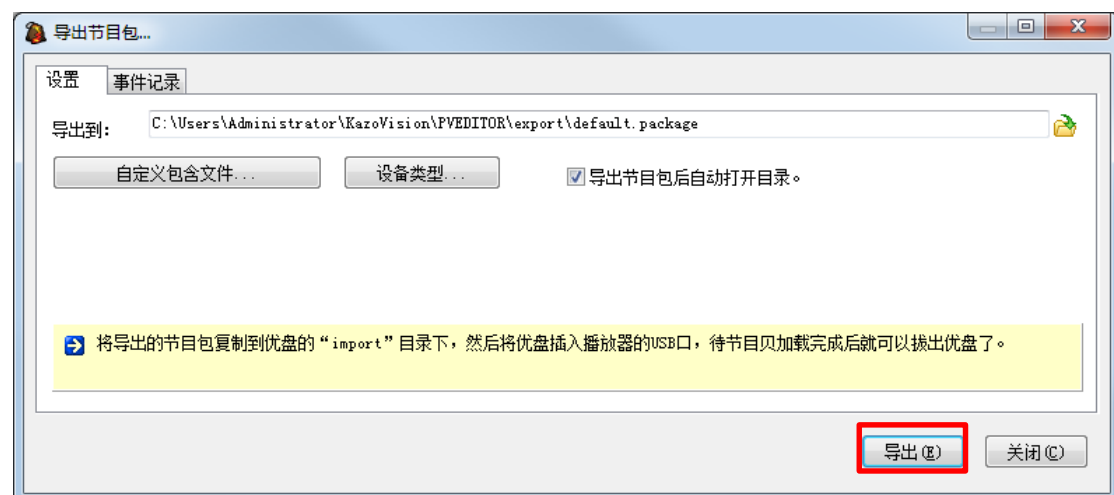 导出节目包...
设置 事件记录
导出到: C:\Users\Administrator\KazoVision\PVEDITOR\export\default.package
自定义包含文件... 设备类型... 导出节目包后自动打开目录。
将导出的节目包复制到优盘的“import”目录下，然后将优盘插入播放器的USB口，待节目贝加载完成后就可以拔出优盘了。
导出(E) 关闭(C)